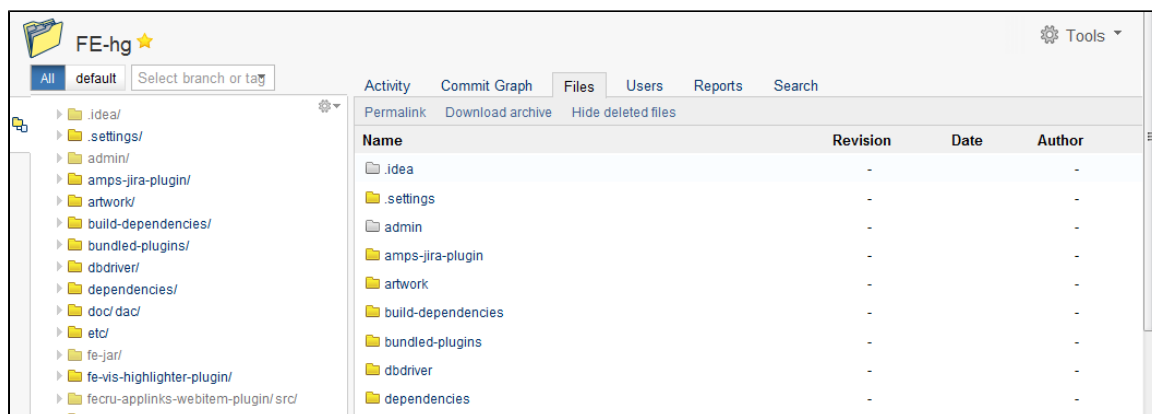 FE-hg
Tools
All default Select branch or tag
Activity Commit Graph Files Users Reports Search
Permalink Download archive Hide deleted files
.idea/
.settings/
admin/
amps-jira-plugin/
artwork/
build-dependencies/
bundled-plugins/
dbdriver/
dependencies/
doc/dac/
etc/
fe-jar/
fe-vis-highlighter-plugin/
fecru-applinks-webitem-plugin/src/
Name Revision Date Author
.idea - -
.settings - -
admin - -
amps-jira-plugin - -
artwork - -
build-dependencies - -
bundled-plugins - -
dbdriver - -
dependencies - -